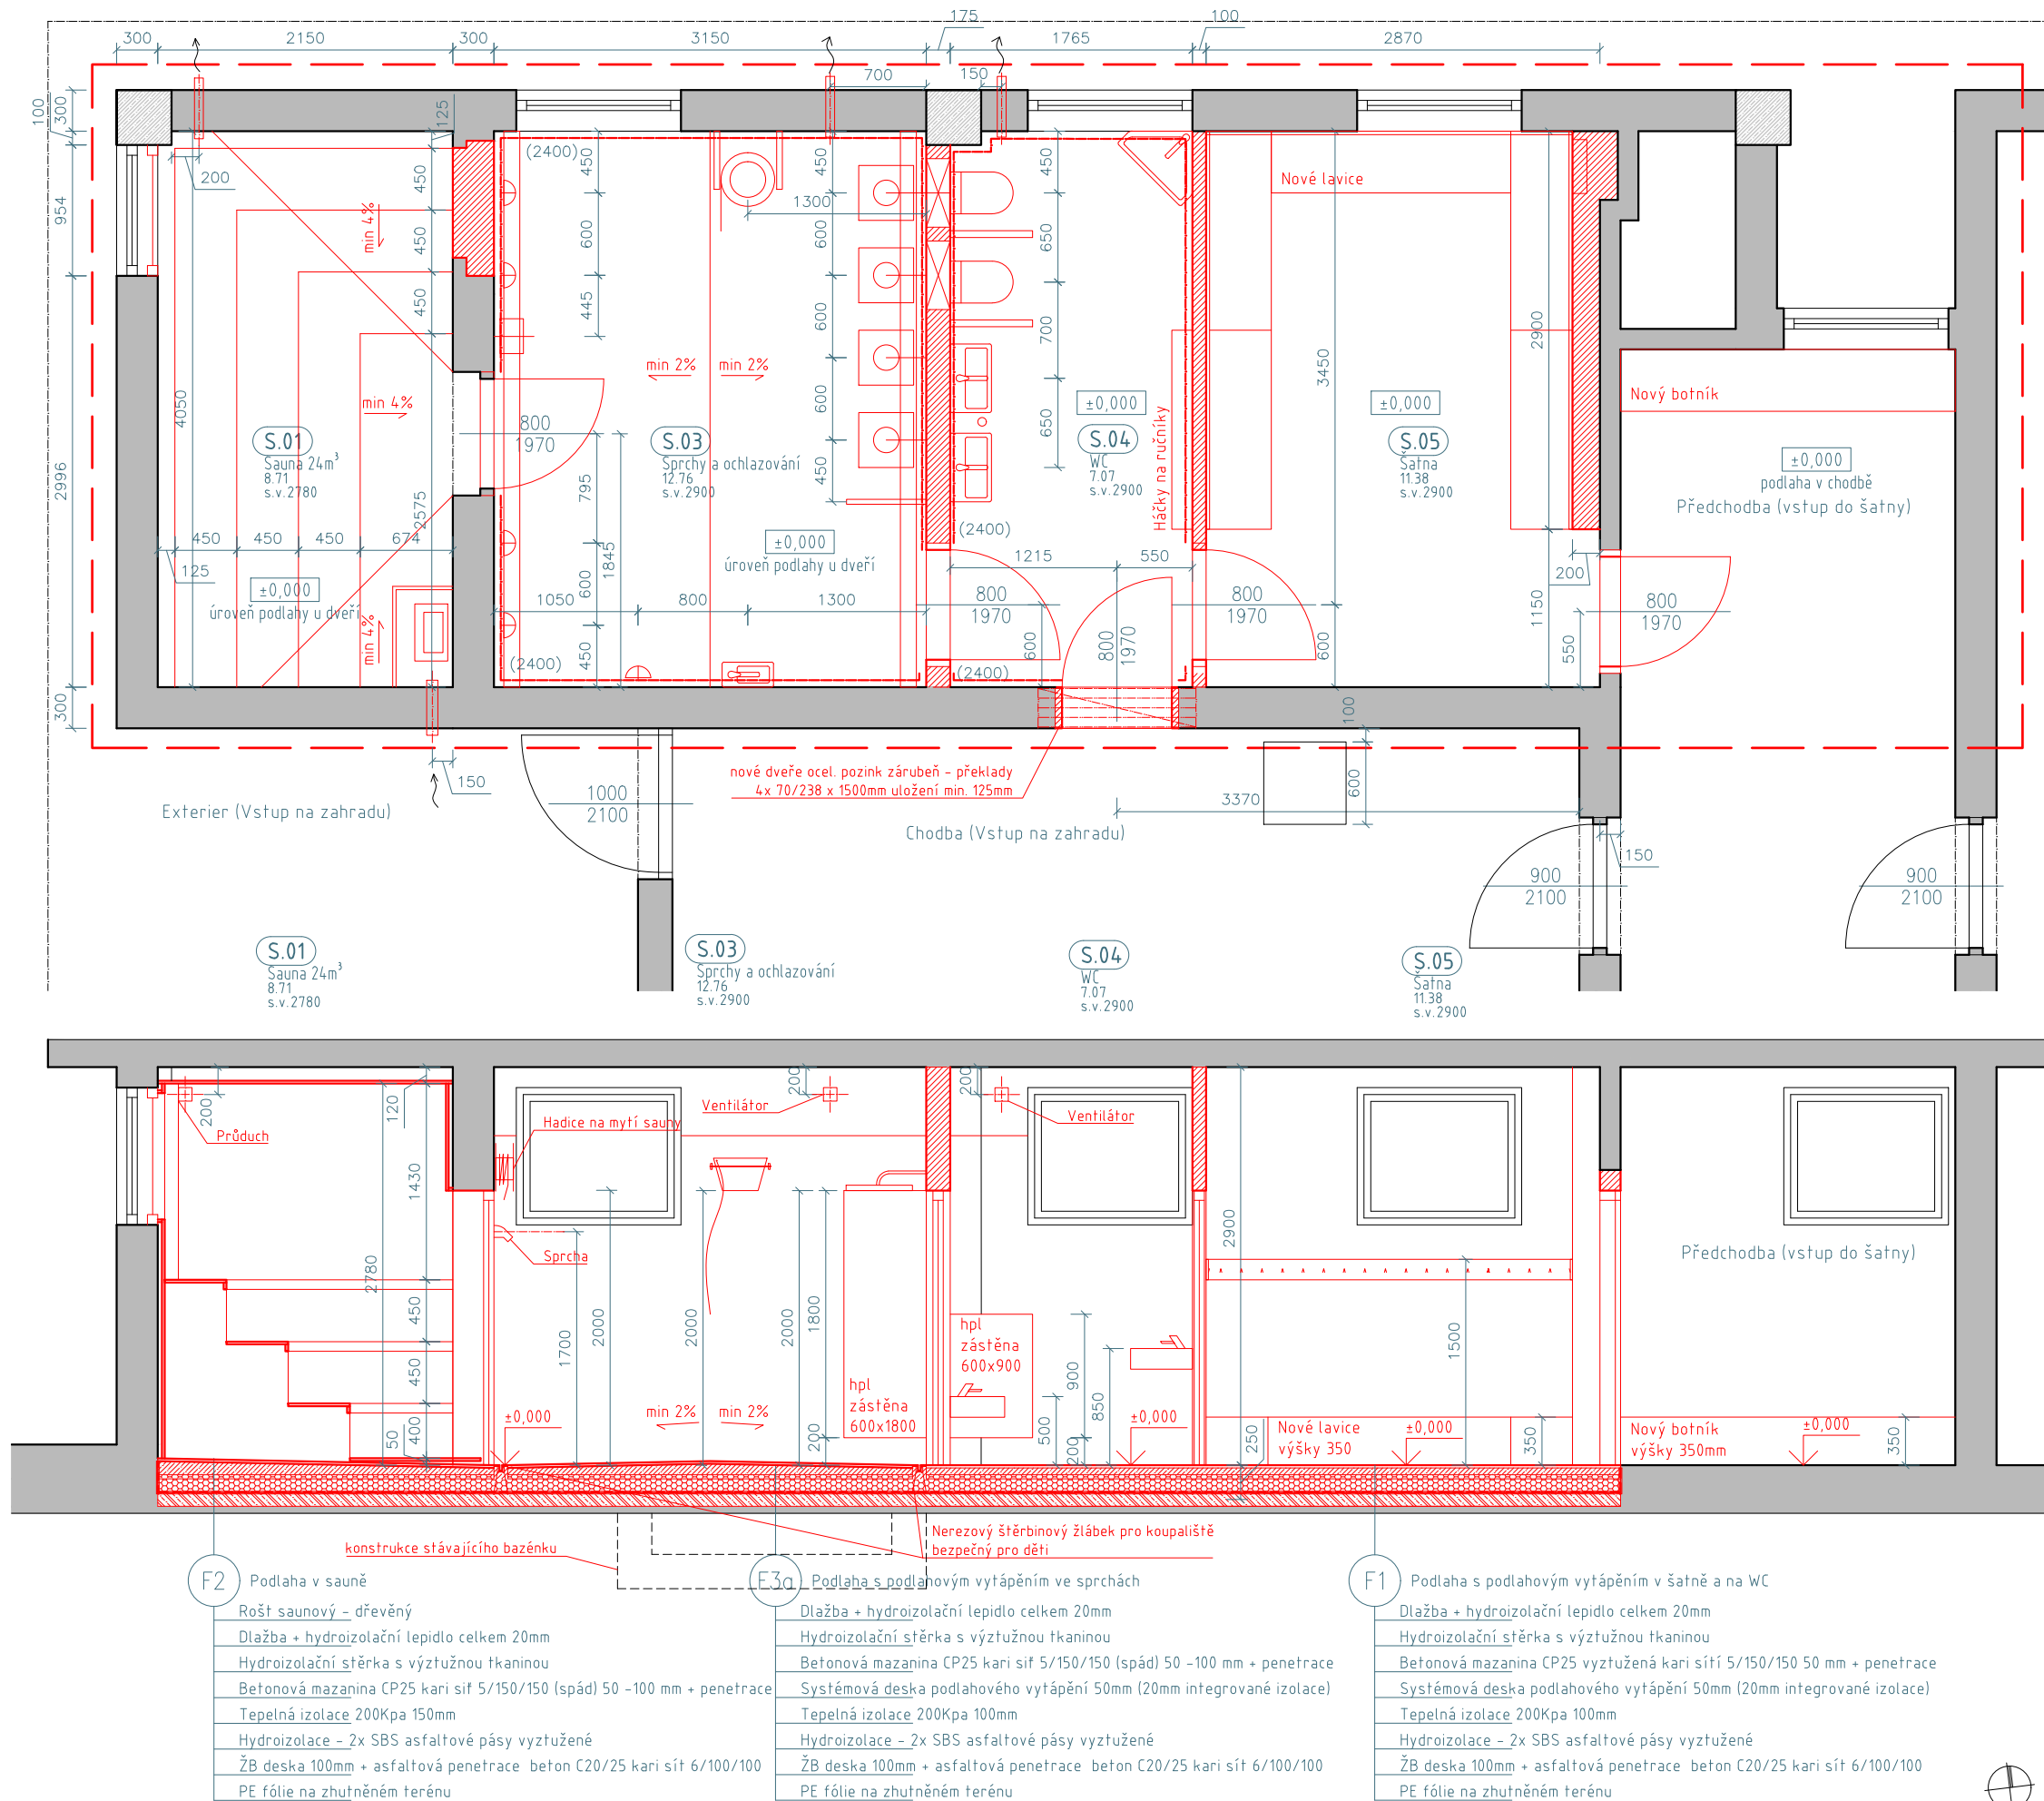 175
100
300
2150
300
3150
1765
2870
700
150
100
300
125
(2400)
450
450
450
200
450
Nové lavice
954
min 4%
1300
600
600
650
450
445
600
700
2900
450
min 2%
min 2%
3450
Nový botník
4050
min 4%
800
1970
600
650
±0,000
±0,000
Háčky na ručníky
S.01
Sauna 24m³
8.71
s.v.2780
S.03
Sprchy a ochlazování
12.76
s.v.2900
S.04
WC
7.07
s.v.2900
S.05
Šatna
11.38
s.v.2900
±0,000
podlaha v chodbě
Předchodba (vstup do šatny)
2996
795
450
2575
450
450
450
674
(2400)
±0,000
úroveň podlahy u dveří
1845
1215
550
125
±0,000
úroveň podlahy u dveří
600
200
1050
800
1300
800
1970
800
1970
800
1970
1150
800
1970
min 4%
450
(2400)
(2400)
600
600
550
300
100
nové dveře ocel. pozink zárubeň - překlady
4x 70/238 x 1500mm uložení min. 125mm
150
1000
2100
600
3370
Exterier (Vstup na zahradu)
Chodba (Vstup na zahradu)
150
900
2100
900
2100
S.01
Sauna 24m³
8.71
s.v.2780
S.03
Sprchy a ochlazování
12.76
s.v.2900
S.04
WC
7.07
s.v.2900
S.05
Šatna
11.38
s.v.2900
200
200
200
120
Průduch
Ventilátor
Hadice na mytí sauny
Ventilátor
1430
2780
Sprcha
2900
Předchodba (vstup do šatny)
450
1700
2000
2000
2000
1800
hpl
zástěna
600x900
900
1500
450
hpl
zástěna
600x1800
850
500
50
400
±0,000
min 2%
min 2%
200
200
±0,000
250
Nové lavice
výšky 350
±0,000
350
Nový botník
výšky 350mm
±0,000
350
konstrukce stávajícího bazénku
Nerezový štěrbinový žlábek pro koupaliště
bezpečný pro děti
F2
Podlaha v sauně
Rošt saunový - dřevěný
Dlažba + hydroizolační lepidlo celkem 20mm
Hydroizolační stěrka s výztužnou tkaninou
Betonová mazanina CP25 kari síť 5/150/150 (spád) 50 -100 mm + penetrace
Tepelná izolace 200Kpa 150mm
Hydroizolace - 2x SBS asfaltové pásy vyztužené
ŽB deska 100mm + asfaltová penetrace beton C20/25 kari sít 6/100/100
PE fólie na zhutněném terénu
F3a
Podlaha s podlahovým vytápěním ve sprchách
Dlažba + hydroizolační lepidlo celkem 20mm
Hydroizolační stěrka s výztužnou tkaninou
Betonová mazanina CP25 kari síť 5/150/150 (spád) 50 -100 mm + penetrace
Systémová deska podlahového vytápění 50mm (20mm integrované izolace)
Tepelná izolace 200Kpa 100mm
Hydroizolace - 2x SBS asfaltové pásy vyztužené
ŽB deska 100mm + asfaltová penetrace beton C20/25 kari sít 6/100/100
PE fólie na zhutněném terénu
F1
Podlaha s podlahovým vytápěním v šatně a na WC
Dlažba + hydroizolační lepidlo celkem 20mm
Hydroizolační stěrka s výztužnou tkaninou
Betonová mazanina CP25 vyztužená kari sítí 5/150/150 50 mm + penetrace
Systémová deska podlahového vytápění 50mm (20mm integrované izolace)
Tepelná izolace 200Kpa 100mm
Hydroizolace - 2x SBS asfaltové pásy vyztužené
ŽB deska 100mm + asfaltová penetrace beton C20/25 kari sít 6/100/100
PE fólie na zhutněném terénu